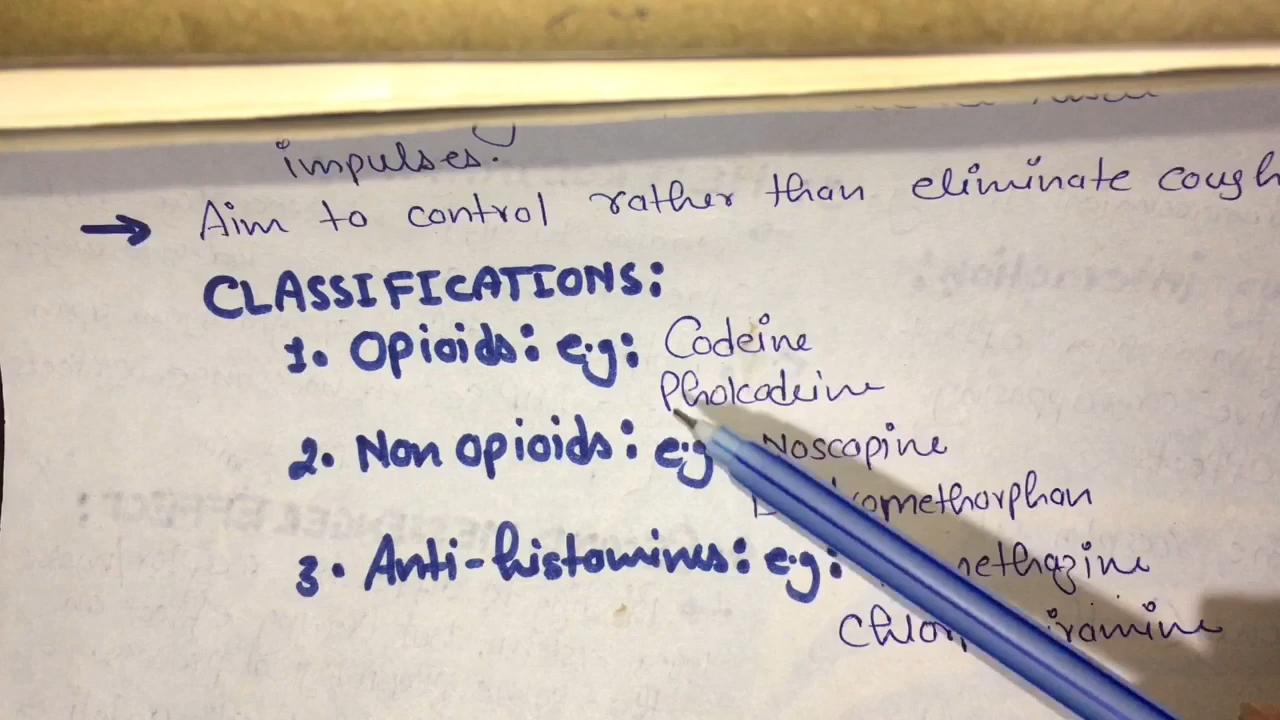 impulses.
→ Aim to control rather than eliminate cough
CLASSIFICATIONS:
1. Opioids: e.g: Codeine
Pholcodeine
2. Non opioids: e.g Noscapine
3. Anti-histamines: e.g: